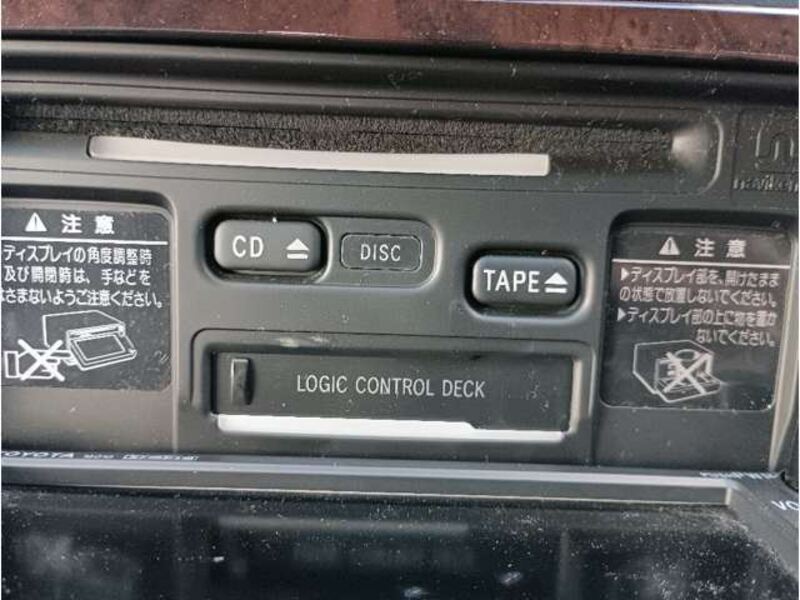 注意
ディスプレイの角度調整時
及び開閉時は、手などを
はさまないようご注意ください。
CD
DISC
TAPE
LOGIC CONTROL DECK
注意
▶ディスプレイ部を、開けたまま
の状態で放置しないでください。
▶ディスプレイ部の上に物を置か
ないでください。
TOYOTA